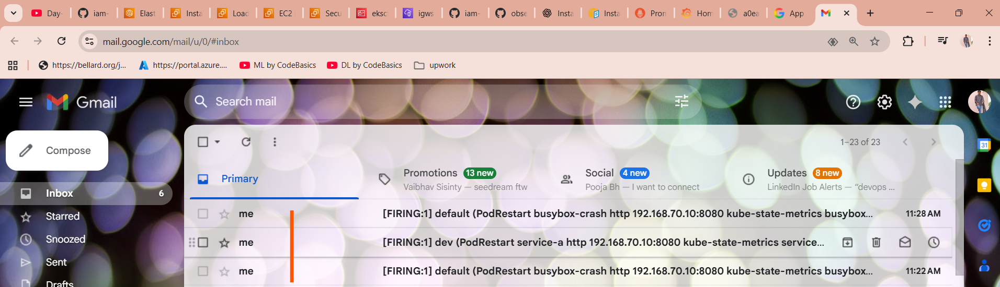 Day-
iam-
Elast
Insta
Load
EC2
Secu
eksc
igws
iam-
obse
Insta
Insta
Pron
Hom
a0ea
App
mail.google.com/mail/u/0/#inbox
https://bellard.org/j...
https://portal.azure....
ML by CodeBasics
DL by CodeBasics
upwork
Gmail
Search mail
Compose
1–23 of 23
31
Primary
Promotions 13 new
Vaibhav Sisinty — seedream ftw
Social 4 new
Pooja Bh — I want to connect
Updates 8 new
LinkedIn Job Alerts — “devops ...
Inbox 6
Starred
Snoozed
Sent
Drafts
me [FIRING:1] default (PodRestart busybox-crash http 192.168.70.10:8080 kube-state-metrics busybox... 11:28 AM
me [FIRING:1] dev (PodRestart service-a http 192.168.70.10:8080 kube-state-metrics service...
me [FIRING:1] default (PodRestart busybox-crash http 192.168.70.10:8080 kube-state-metrics busybox... 11:22 AM